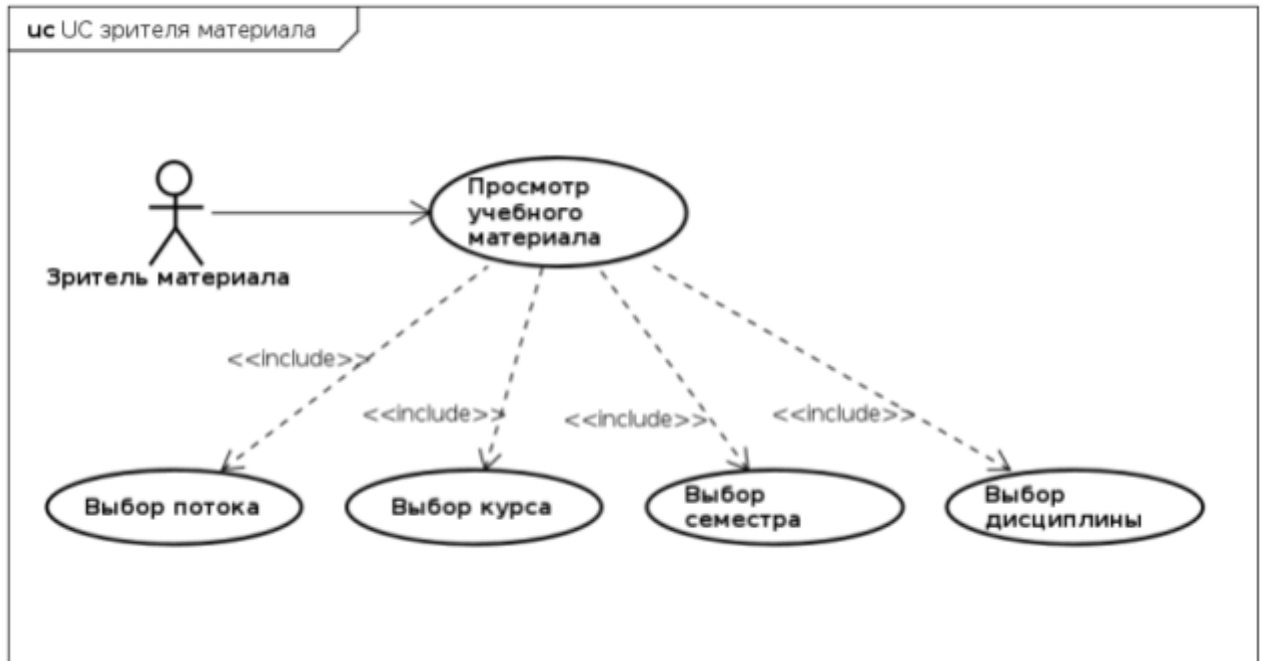 uc UC зрителя материала
Просмотр
учебного
материала
Зритель материала
<<include>>
<<include>>
<<include>>
<<include>>
Выбор потока
Выбор курса
Выбор
семестра
Выбор
дисциплины